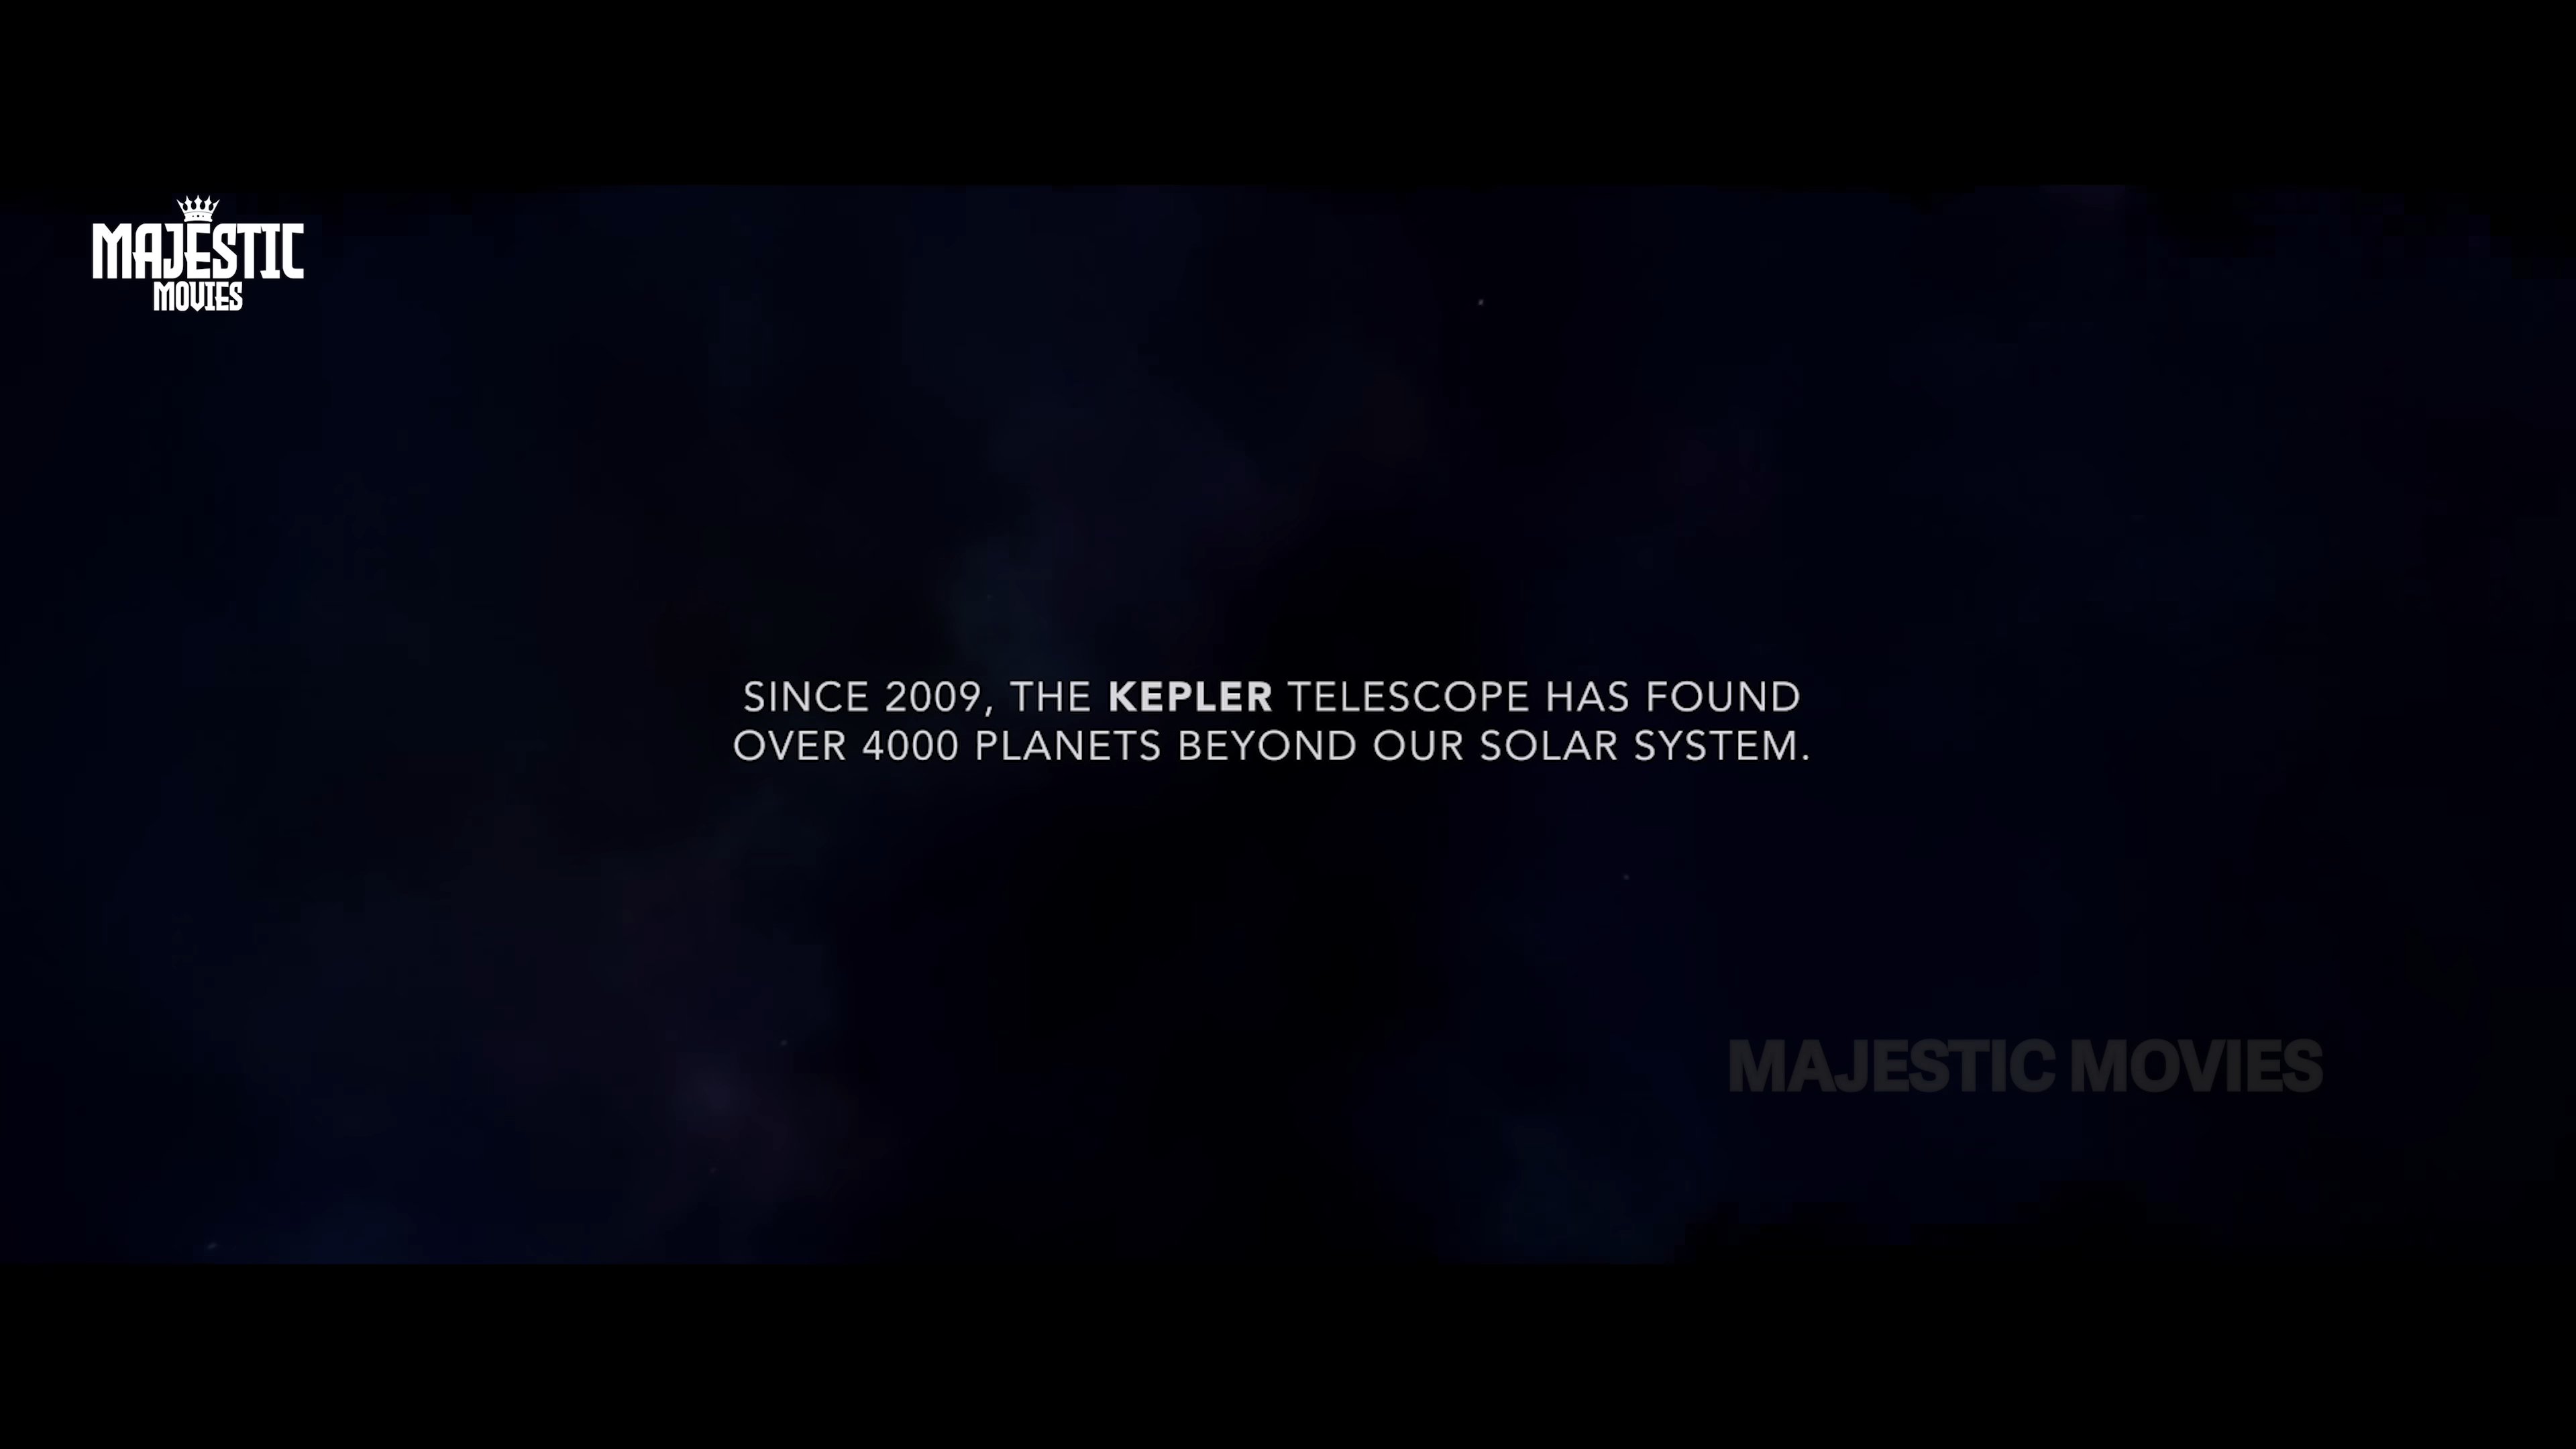 MAJESTIC
MOVIES
SINCE 2009, THE KEPLER TELESCOPE HAS FOUND
OVER 4000 PLANETS BEYOND OUR SOLAR SYSTEM.
MAJESTIC MOVIES